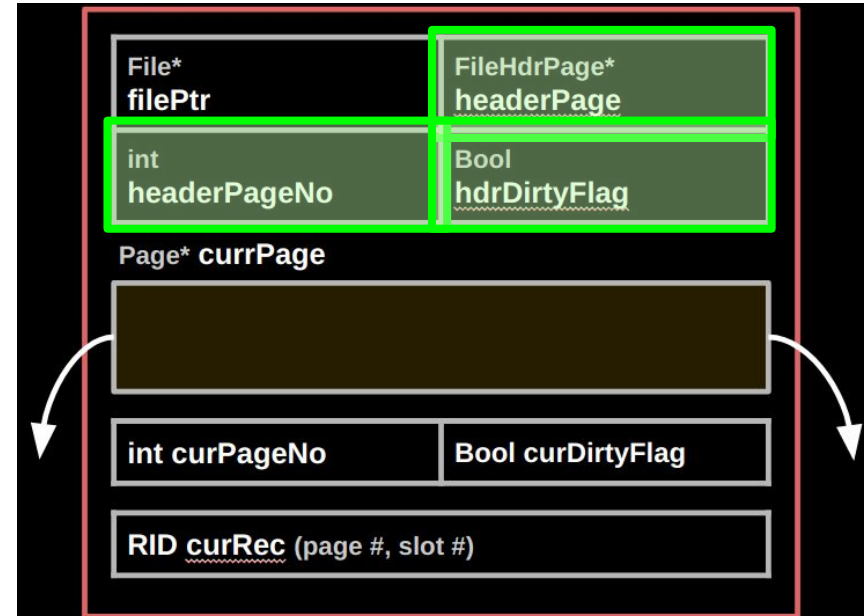 File*
filePtr
FileHdrPage*
headerPage
int
headerPageNo
Bool
hdrDirtyFlag
Page* currPage
int curPageNo
Bool curDirtyFlag
RID curRec (page #, slot #)